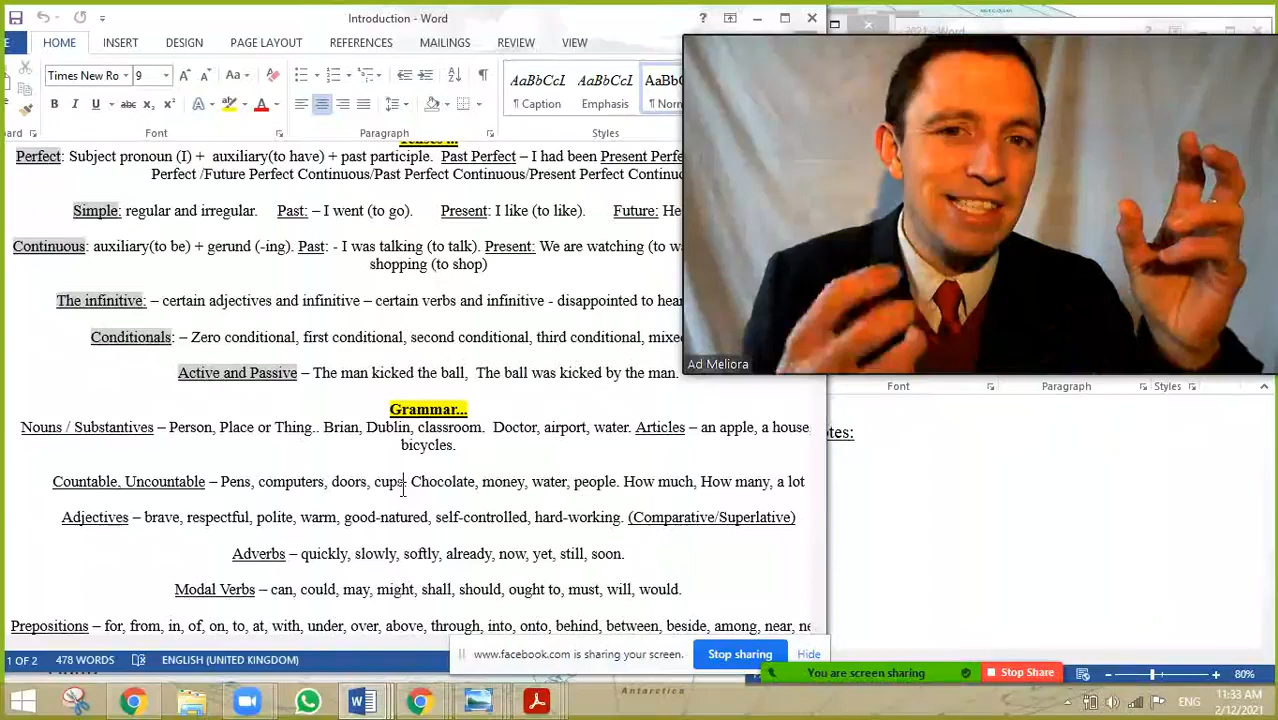 Introduction - Word
2021 - Word
HOME INSERT DESIGN PAGE LAYOUT REFERENCES MAILINGS REVIEW VIEW
Times New Ro 9
AaBbCcL AaBbCcL
¶ Caption Emphasis
Font Paragraph Styles
Tenses...
Perfect: Subject pronoun (I) + auxiliary(to have) + past participle. Past Perfect – I had been Present Perfe
Perfect /Future Perfect Continuous/Past Perfect Continuous/Present Perfect Continuou
Simple: regular and irregular. Past: – I went (to go). Present: I like (to like). Future: He
Continuous: auxiliary(to be) + gerund (-ing). Past: - I was talking (to talk). Present: We are watching (to wa
shopping (to shop)
The infinitive: – certain adjectives and infinitive – certain verbs and infinitive - disappointed to hear
Conditionals: – Zero conditional, first conditional, second conditional, third conditional, mixe
Active and Passive – The man kicked the ball, The ball was kicked by the man.
Ad Meliora
Font Paragraph Styles
Grammar...
Nouns / Substantives – Person, Place or Thing.. Brian, Dublin, classroom. Doctor, airport, water. Articles – an apple, a house,
bicycles.
otes:
Countable, Uncountable – Pens, computers, doors, cups- Chocolate, money, water, people. How much, How many, a lot
Adjectives – brave, respectful, polite, warm, good-natured, self-controlled, hard-working. (Comparative/Superlative)
Adverbs – quickly, slowly, softly, already, now, yet, still, soon.
Modal Verbs – can, could, may, might, shall, should, ought to, must, will, would.
Prepositions – for, from, in, of, on, to, at, with, under, over, above, through, into, onto, behind, between, beside, among, near, ne
www.facebook.com is sharing your screen. Stop sharing Hide
1 OF 2 478 WORDS ENGLISH (UNITED KINGDOM)
You are screen sharing Stop Share
80%
Antarctica
ENG
11:33 AM
2/12/2021